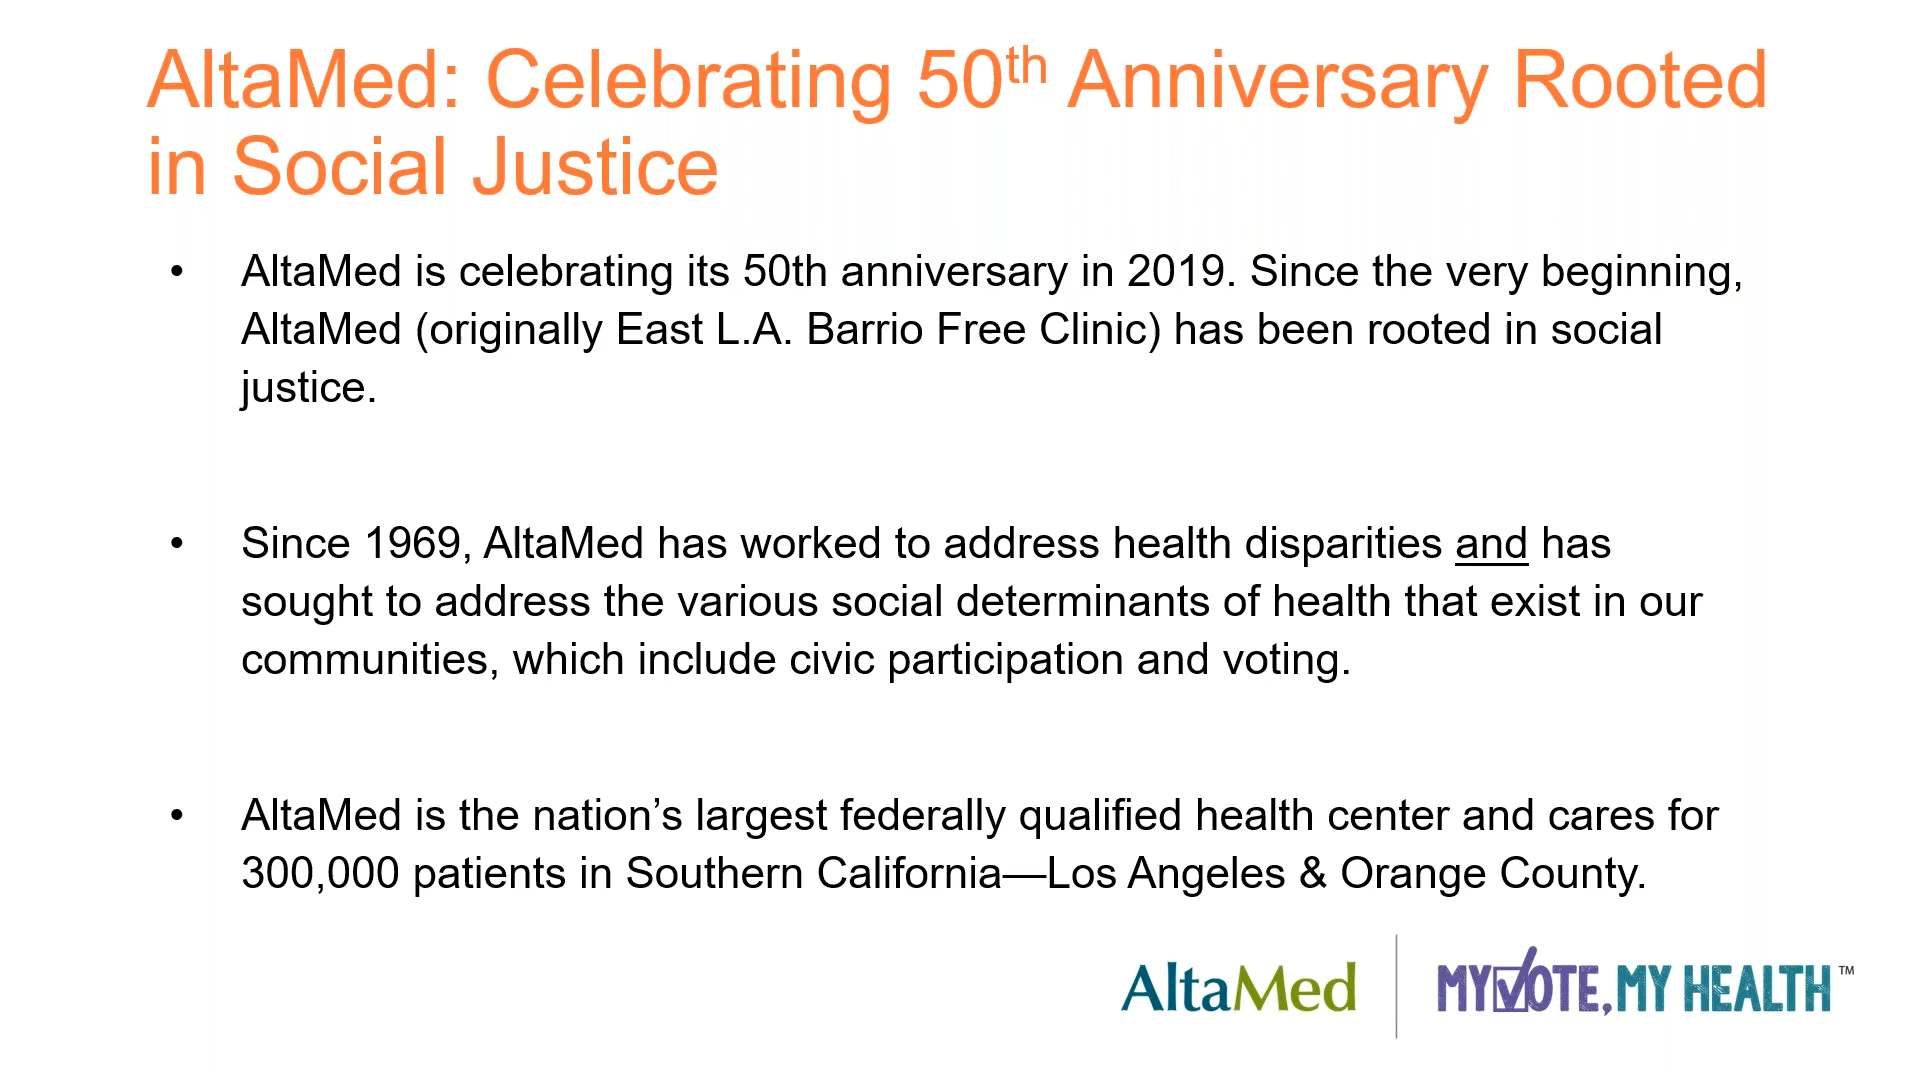 AltaMed: Celebrating 50th Anniversary Rooted
in Social Justice
• AltaMed is celebrating its 50th anniversary in 2019. Since the very beginning,
AltaMed (originally East L.A. Barrio Free Clinic) has been rooted in social
justice.
• Since 1969, AltaMed has worked to address health disparities and has
sought to address the various social determinants of health that exist in our
communities, which include civic participation and voting.
• AltaMed is the nation’s largest federally qualified health center and cares for
300,000 patients in Southern California—Los Angeles & Orange County.
AltaMed MY VOTE, MY HEALTH™